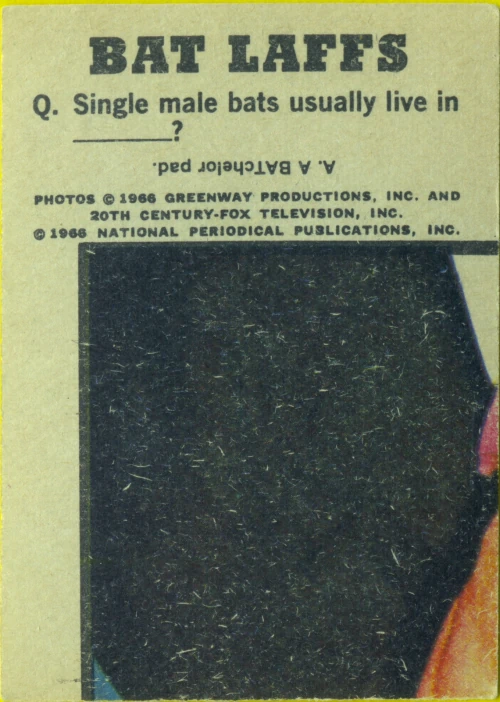 BAT LAFFS
Q. Single male bats usually live in
________?
A. A BATchelor pad.
PHOTOS © 1966 GREENWAY PRODUCTIONS, INC. AND
20TH CENTURY-FOX TELEVISION, INC.
© 1966 NATIONAL PERIODICAL PUBLICATIONS, INC.